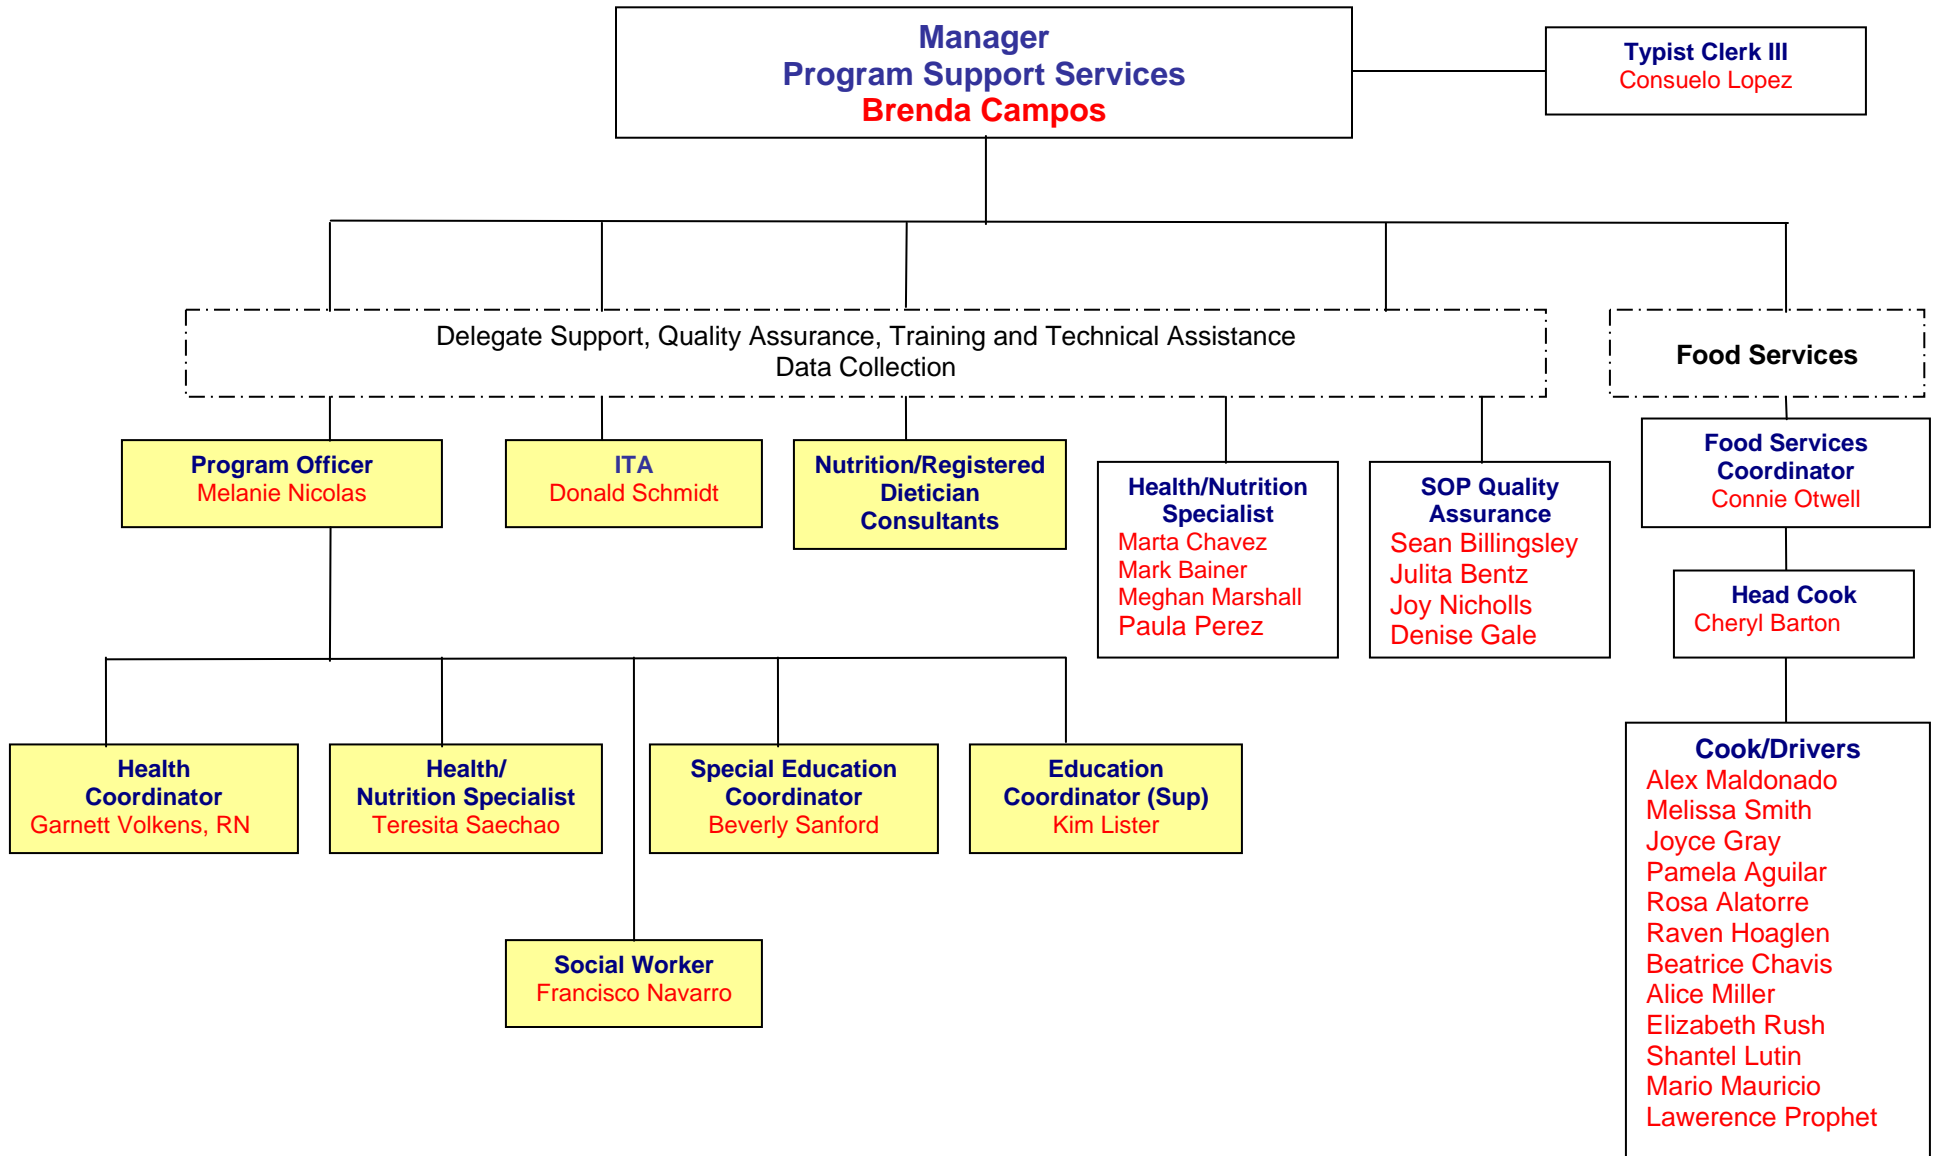 Manager
Program Support Services
Brenda Campos
Typist Clerk III
Consuelo Lopez
Delegate Support, Quality Assurance, Training and Technical Assistance
Data Collection
Food Services
Program Officer
Melanie Nicolas
ITA
Donald Schmidt
Nutrition/Registered
Dietician
Consultants
Health/Nutrition
Specialist
Marta Chavez
Mark Bainer
Meghan Marshall
Paula Perez
SOP Quality
Assurance
Sean Billingsley
Julita Bentz
Joy Nicholls
Denise Gale
Food Services
Coordinator
Connie Otwell
Head Cook
Cheryl Barton
Health
Coordinator
Garnett Volkens, RN
Health/
Nutrition Specialist
Teresita Saechao
Special Education
Coordinator
Beverly Sanford
Education
Coordinator (Sup)
Kim Lister
Social Worker
Francisco Navarro
Cook/Drivers
Alex Maldonado
Melissa Smith
Joyce Gray
Pamela Aguilar
Rosa Alatorre
Raven Hoaglen
Beatrice Chavis
Alice Miller
Elizabeth Rush
Shantel Lutin
Mario Mauricio
Lawerence Prophet